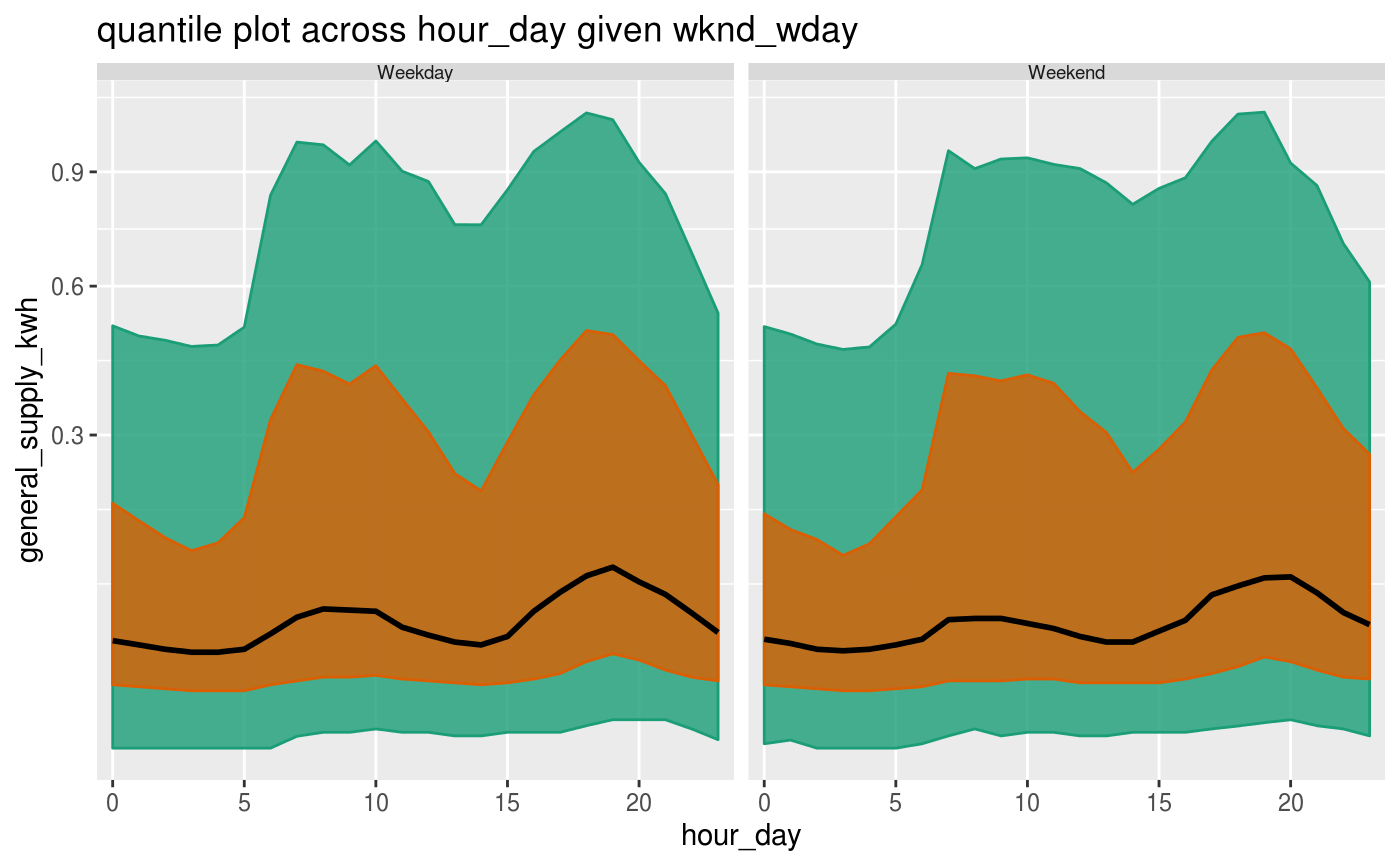 quantile plot across hour_day given wknd_wday
Weekday
Weekend
general_supply_kwh
0.9
0.6
0.3
0 5 10 15 20
0 5 10 15 20
hour_day